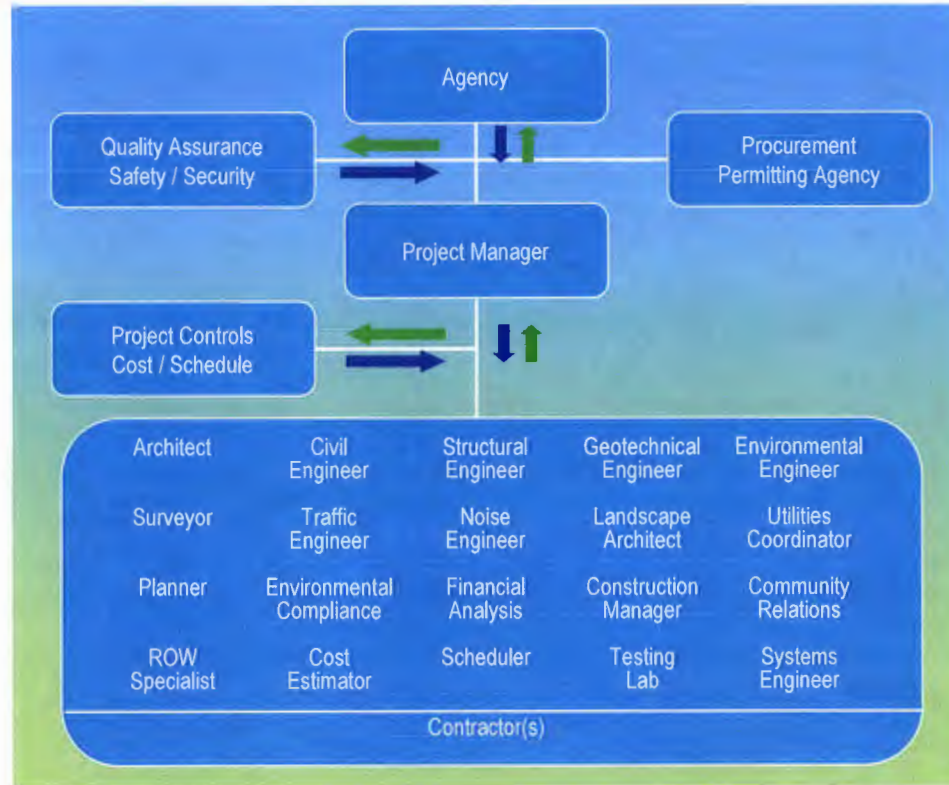 Agency
Quality Assurance
Safety / Security
Procurement
Permitting Agency
Project Manager
Project Controls
Cost / Schedule
Architect
Civil
Engineer
Structural
Engineer
Geotechnical
Engineer
Environmental
Engineer
Surveyor
Traffic
Engineer
Noise
Engineer
Landscape
Architect
Utilities
Coordinator
Planner
Environmental
Compliance
Financial
Analysis
Construction
Manager
Community
Relations
ROW
Specialist
Cost
Estimator
Scheduler
Testing
Lab
Systems
Engineer
Contractor(s)